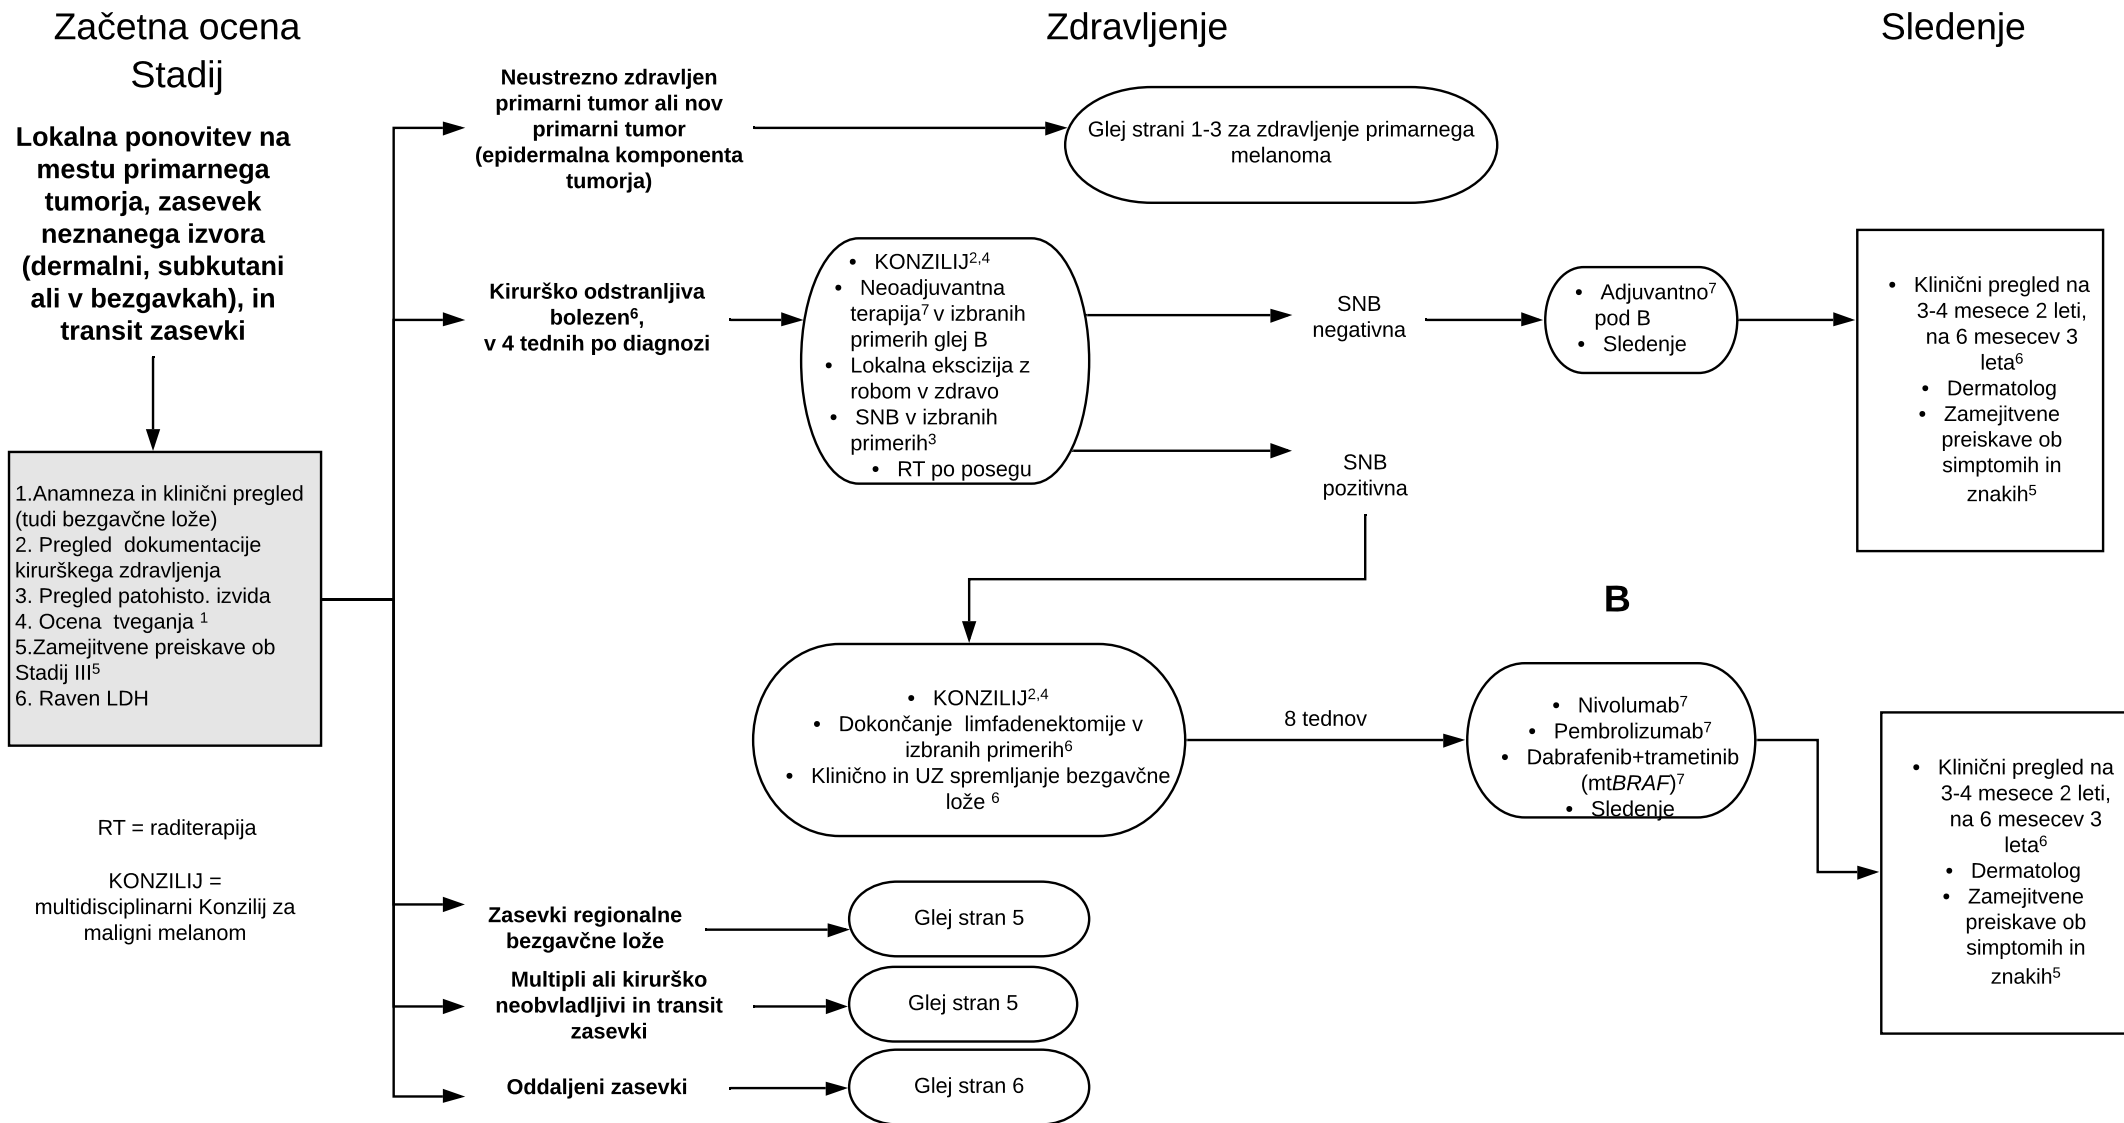 Začetna ocena
Stadij
Zdravljenje
Sledenje
Lokalna ponovitev na
mestu primarnega
tumorja, zasevek
neznanega izvora
(dermalni, subkutani
ali v bezgavkah), in
transit zasevki
1.Anamneza in klinični pregled
(tudi bezgavčne lože)
2. Pregled  dokumentacije
kirurškega zdravljenja
3. Pregled patohisto. izvida
4. Ocena  tveganja ¹
5.Zamejitvene preiskave ob
Stadij III⁵
6. Raven LDH
RT = raditerapija
KONZILIJ =
multidisciplinarni Konzilij za
maligni melanom
Neustrezno zdravljen
primarni tumor ali nov
primarni tumor
(epidermalna komponenta
tumorja)
Glej strani 1-3 za zdravljenje primarnega
melanoma
Kirurško odstranljiva
bolezen⁶,
v 4 tednih po diagnozi
• KONZILIJ²,⁴
• Neoadjuvantna
terapija⁷ v izbranih
primerih glej B
• Lokalna ekscizija z
robom v zdravo
• SNB v izbranih
primerih³
• RT po posegu
SNB
negativna
• Adjuvantno⁷
pod B
• Sledenje
• Klinični pregled na
3-4 mesece 2 leti,
na 6 mesecev 3
leta⁶
• Dermatolog
• Zamejitvene
preiskave ob
simptomih in
znakih⁵
SNB
pozitivna
• KONZILIJ²,⁴
• Dokončanje  limfadenektomije v
izbranih primerih⁶
• Klinično in UZ spremljanje bezgavčne
lože ⁶
8 tednov
B
• Nivolumab⁷
• Pembrolizumab⁷
• Dabrafenib+trametinib
(mtBRAF)⁷
• Sledenje
• Klinični pregled na
3-4 mesece 2 leti,
na 6 mesecev 3
leta⁶
• Dermatolog
• Zamejitvene
preiskave ob
simptomih in
znakih⁵
Zasevki regionalne
bezgavčne lože
Glej stran 5
Multipli ali kirurško
neobvladljivi in transit
zasevki
Glej stran 5
Oddaljeni zasevki
Glej stran 6